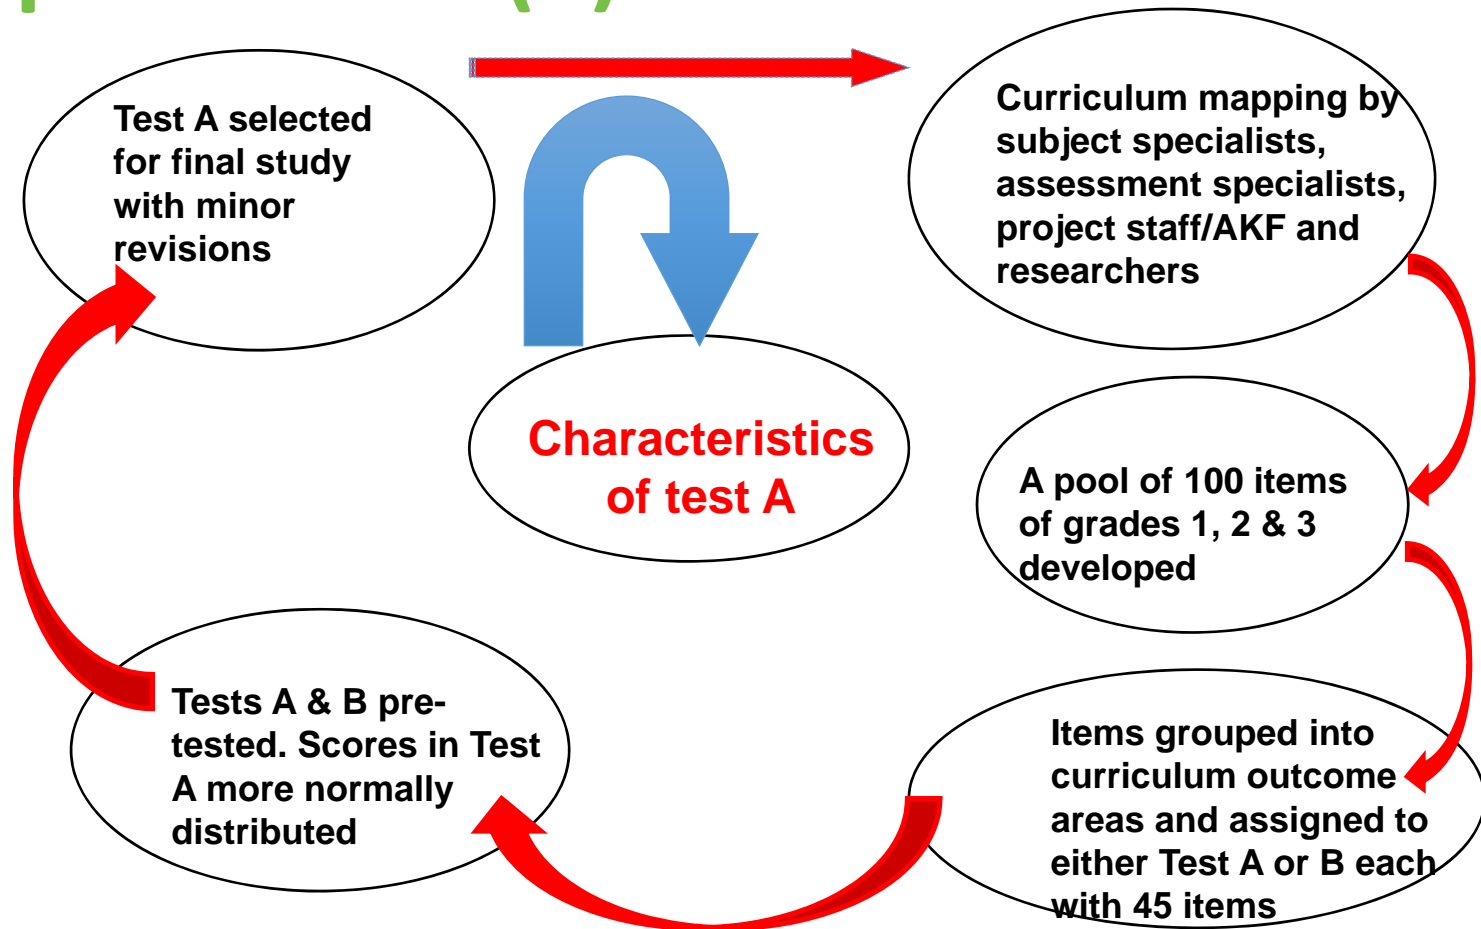 Test A selected
for final study
with minor
revisions
Curriculum mapping by
subject specialists,
assessment specialists,
project staff/AKF and
researchers
Characteristics
of test A
A pool of 100 items
of grades 1, 2 & 3
developed
Tests A & B pre-
tested. Scores in Test
A more normally
distributed
Items grouped into
curriculum outcome
areas and assigned to
either Test A or B each
with 45 items